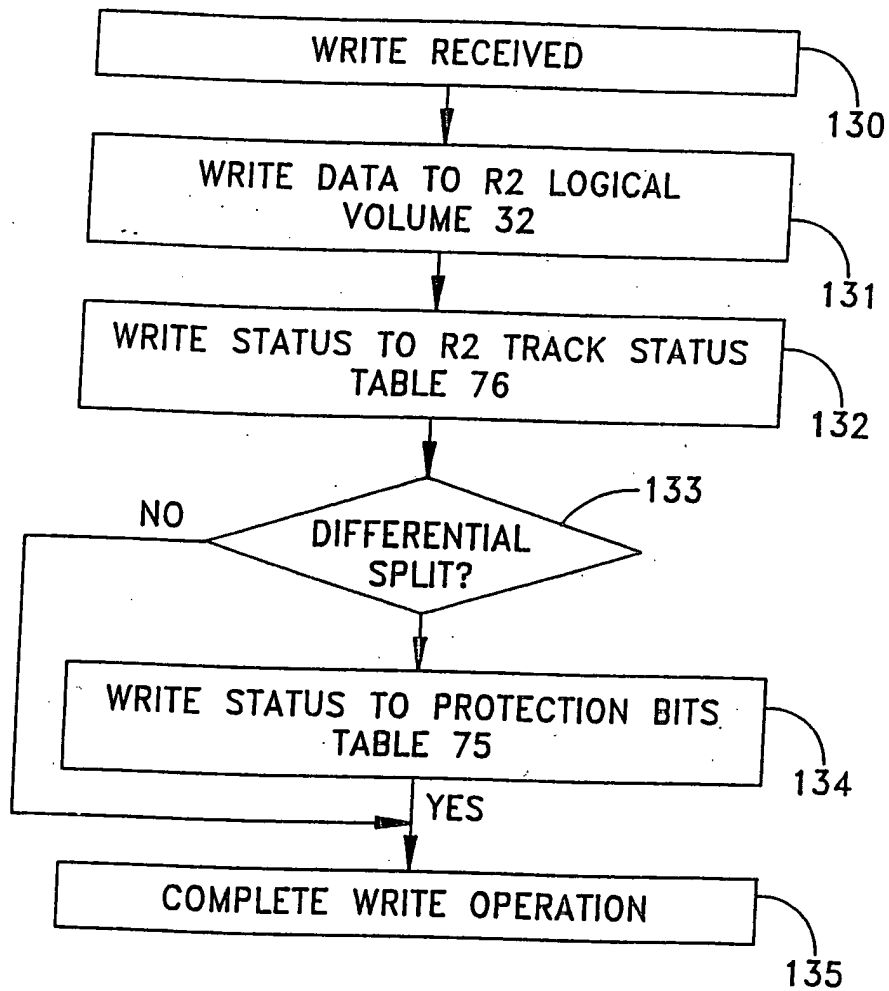 WRITE RECEIVED
130
WRITE DATA TO R2 LOGICAL
VOLUME 32
131
WRITE STATUS TO R2 TRACK STATUS
TABLE 76
132
133
NO
DIFFERENTIAL
SPLIT?
WRITE STATUS TO PROTECTION BITS
TABLE 75
134
YES
COMPLETE WRITE OPERATION
135